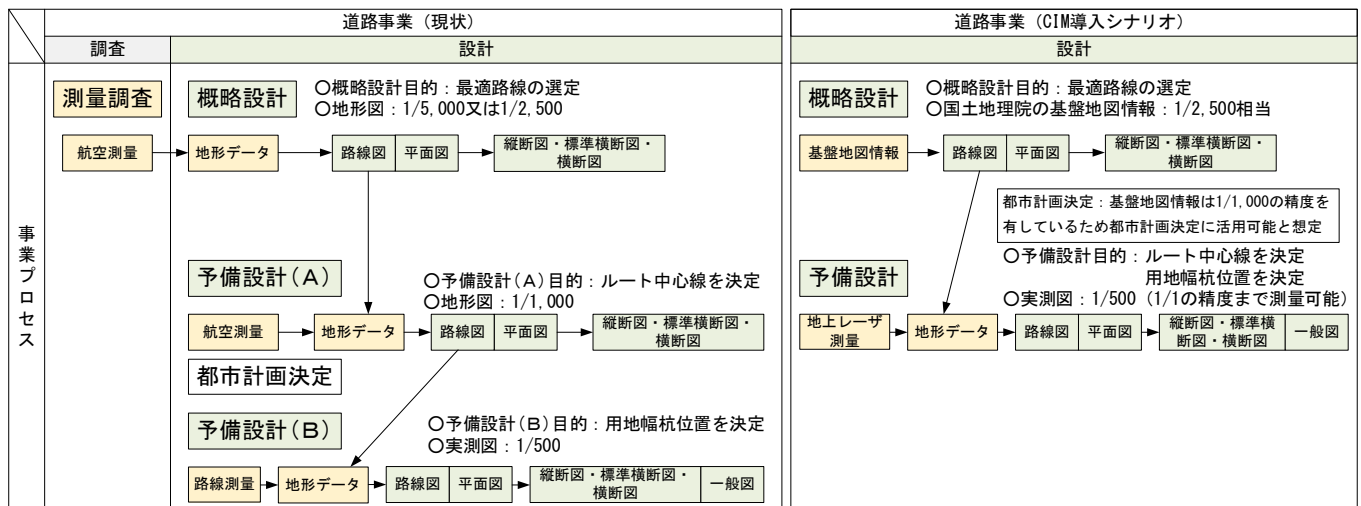 道路事業（現状）
調査
設計
事業プロセス
測量調査
概略設計
〇概略設計目的：最適路線の選定
〇地形図：1/5,000又は1/2,500
航空測量
地形データ
路線図
平面図
縦断図・標準横断図・
横断図
予備設計(A)
〇予備設計(A)目的：ルート中心線を決定
〇地形図：1/1,000
航空測量
地形データ
路線図
平面図
縦断図・標準横断図・
横断図
都市計画決定
予備設計(B)
〇予備設計(B)目的：用地幅杭位置を決定
〇実測図：1/500
路線測量
地形データ
路線図
平面図
縦断図・標準横断図・
横断図
一般図
道路事業（CIM導入シナリオ）
設計
概略設計
〇概略設計目的：最適路線の選定
〇国土地理院の基盤地図情報：1/2,500相当
基盤地図情報
路線図
平面図
縦断図・標準横断図・
横断図
都市計画決定：基盤地図情報は1/1,000の精度を
有しているため都市計画決定に活用可能と想定
予備設計
〇予備設計目的：ルート中心線を決定
用地幅杭位置を決定
〇実測図：1/500（1/1の精度まで測量可能）
地上レーザ
測量
地形データ
路線図
平面図
縦断図・標準横
断図・横断図
一般図